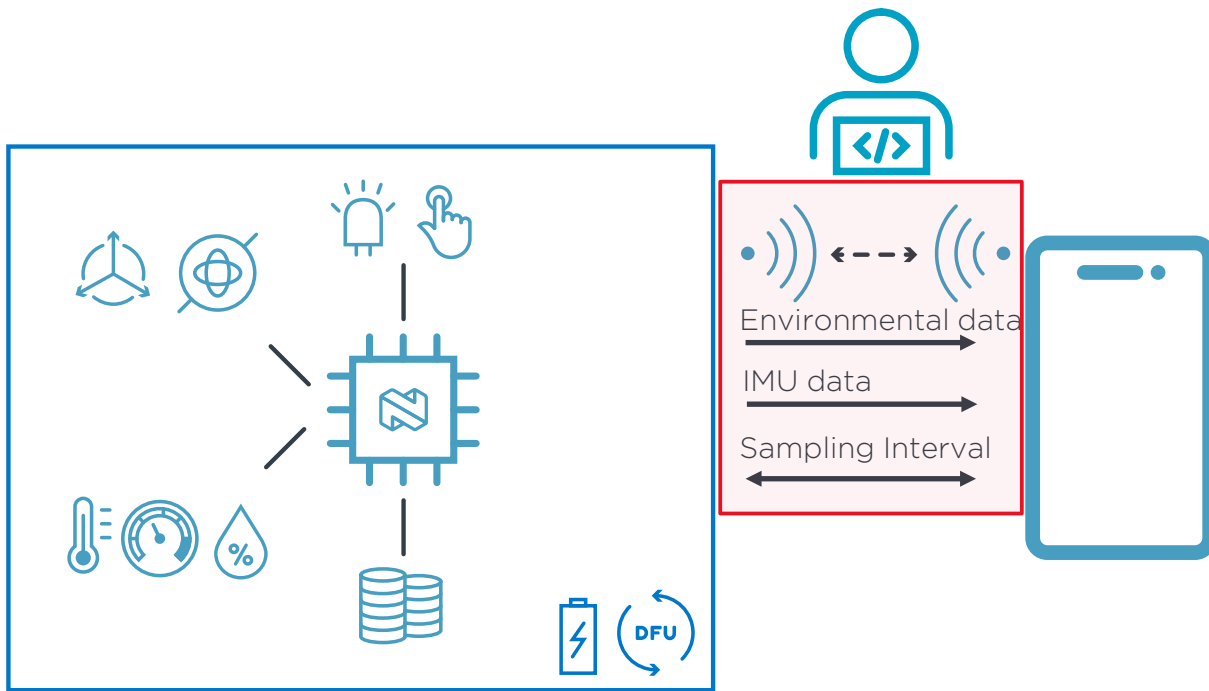 </>
Environmental data
IMU data
Sampling Interval
%
DFU